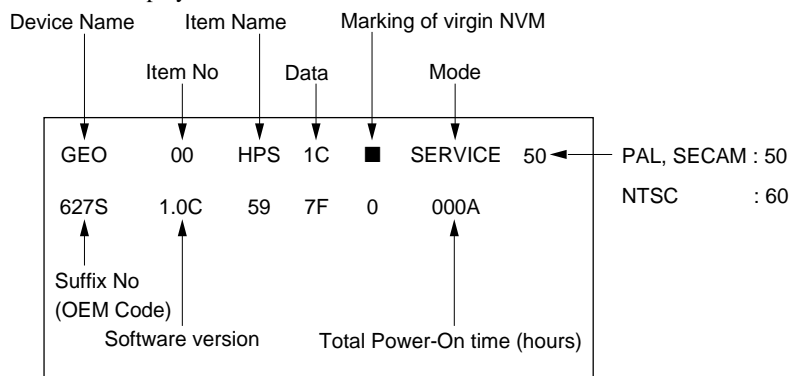 Device Name Item Name Marking of virgin NVM
Item No Data Mode
GEO 00 HPS 1C ■ SERVICE 50 PAL, SECAM : 50
627S 1.0C 59 7F 0 000A NTSC : 60
Suffix No
(OEM Code)
Software version Total Power-On time (hours)